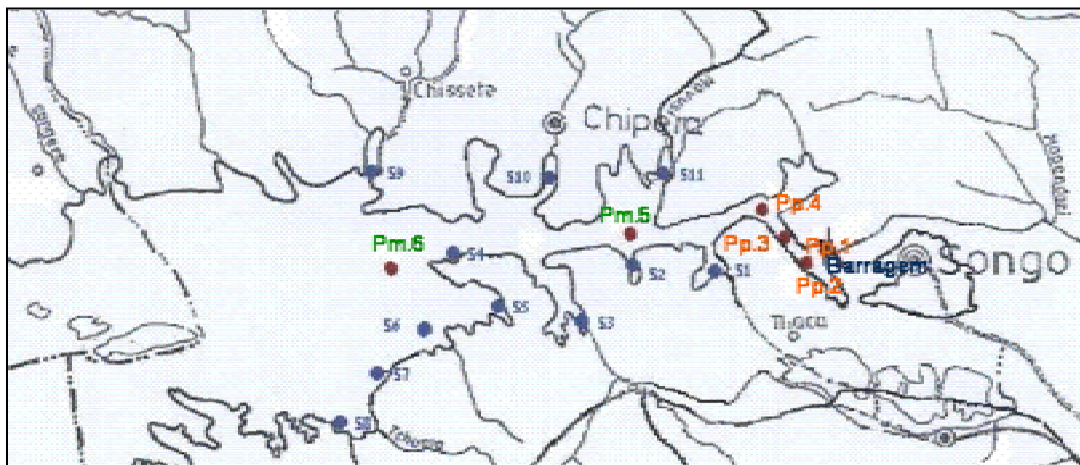 Chissete
Chipera
S9
S10
S11
Pp.4
Pm.5
Pm.6
Pp.3
Pp.1
S4
S2
S1
Barragem
Songo
Pp.2
S5
S6
S3
S7
S8